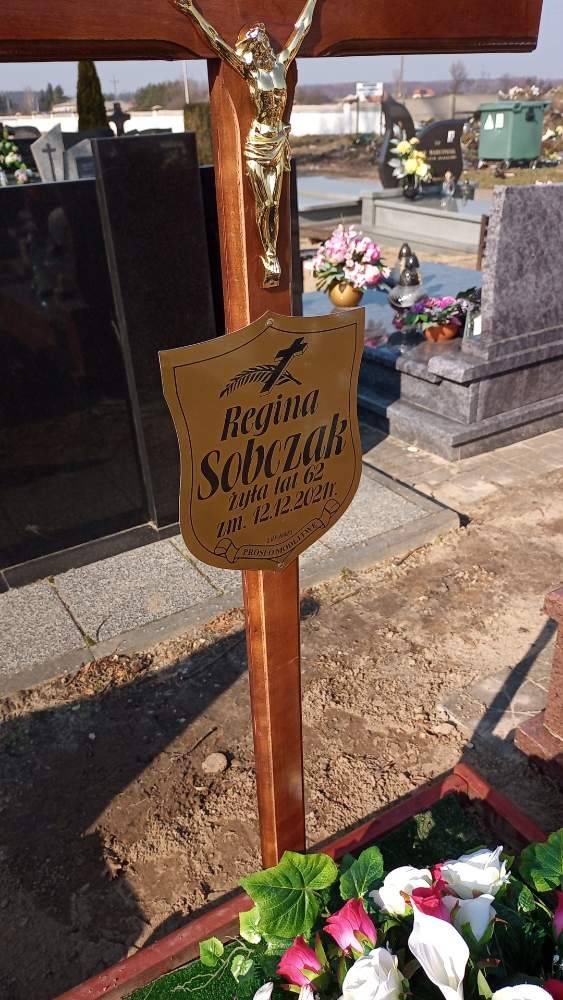 Regina
Sobczak
Żyła lat 62
zm. 12.12.2021r.
PROSI O MODLITWĘ